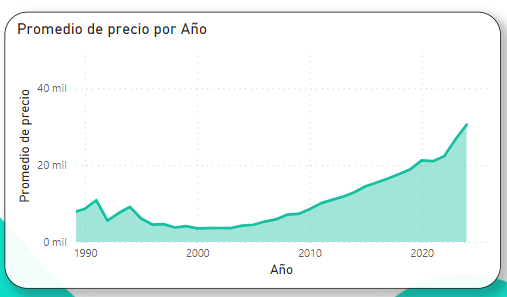 Promedio de precio por Año
Promedio de precio
40 mil
20 mil
0 mil
1990
2000
2010
2020
Año